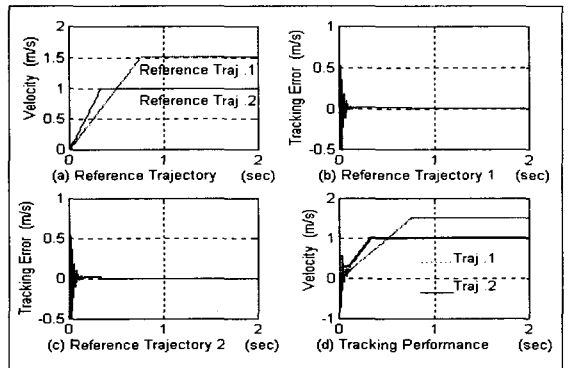 2
1.5
1
0.5
0
Velocity (m/s)
Reference Traj .1
Reference Traj .2
0 1 2
(a) Reference Trajectory (sec)
1
0.5
0
-0.5
Tracking Error (m/s)
0 1 2
(b) Reference Trajectory 1 (sec)
1
0.5
0
-0.5
Tracking Error (m/s)
0 1 2
(c) Reference Trajectory 2 (sec)
2
1
0
-1
Velocity (m/s)
Traj .1
Traj .2
0 1 2
(d) Tracking Performance (sec)